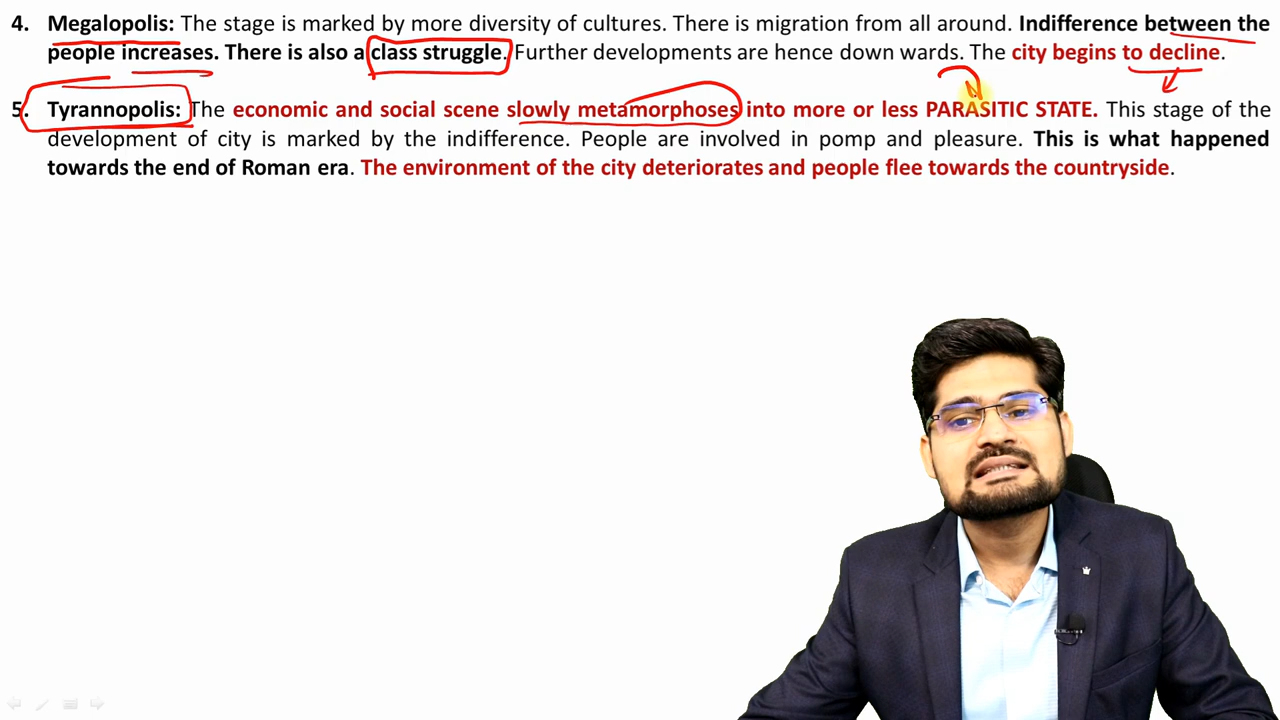 4. Megalopolis: The stage is marked by more diversity of cultures. There is migration from all around. Indifference between the
people increases. There is also a class struggle. Further developments are hence down wards. The city begins to decline.
5. Tyrannopolis: The economic and social scene slowly metamorphoses into more or less PARASITIC STATE. This stage of the
development of city is marked by the indifference. People are involved in pomp and pleasure. This is what happened
towards the end of Roman era. The environment of the city deteriorates and people flee towards the countryside.